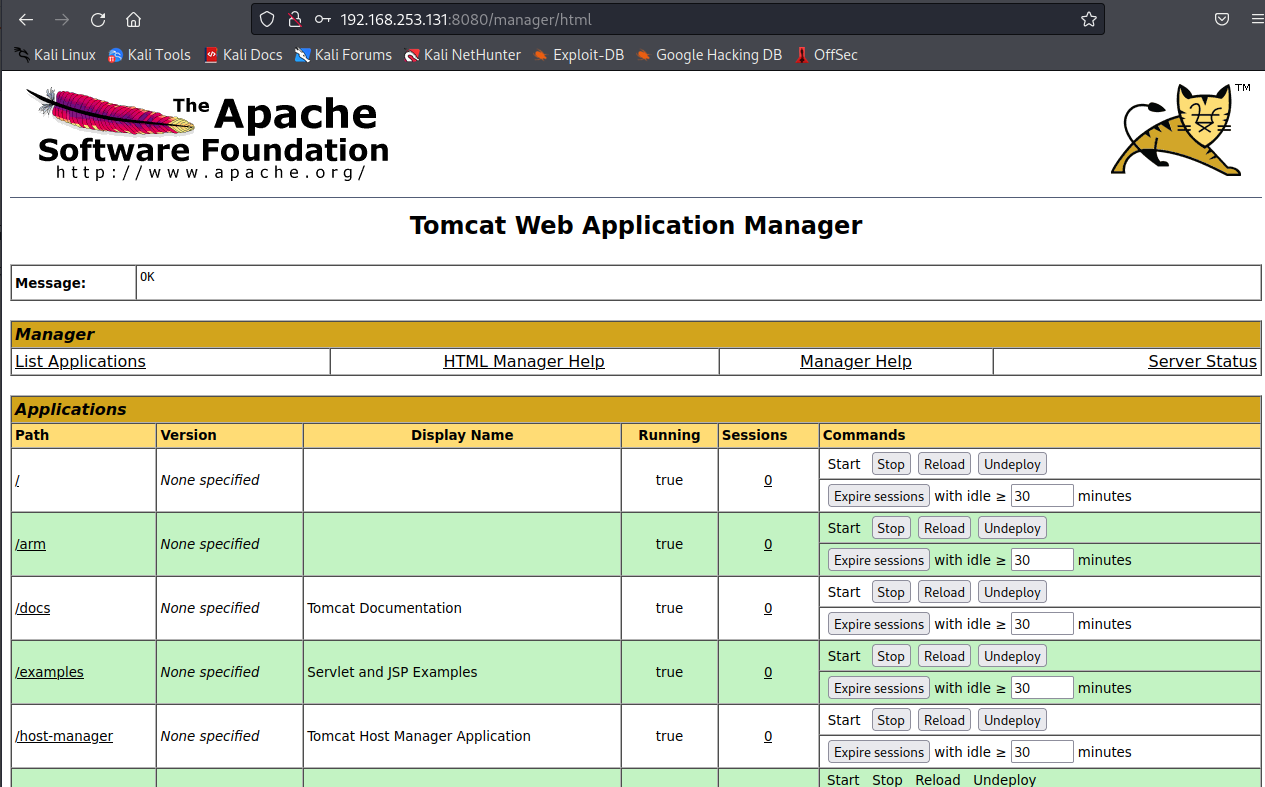 192.168.253.131:8080/manager/html
Kali Linux Kali Tools Kali Docs Kali Forums Kali NetHunter Exploit-DB Google Hacking DB OffSec
The Apache
Software Foundation
http://www.apache.org/
TM
Tomcat Web Application Manager
Message: OK
Manager
List Applications HTML Manager Help Manager Help Server Status
Applications
Path Version Display Name Running Sessions Commands
/ None specified true 0 Start Stop Reload Undeploy
Expire sessions with idle ≥ 30 minutes
/arm None specified true 0 Start Stop Reload Undeploy
Expire sessions with idle ≥ 30 minutes
/docs None specified Tomcat Documentation true 0 Start Stop Reload Undeploy
Expire sessions with idle ≥ 30 minutes
/examples None specified Servlet and JSP Examples true 0 Start Stop Reload Undeploy
Expire sessions with idle ≥ 30 minutes
/host-manager None specified Tomcat Host Manager Application true 0 Start Stop Reload Undeploy
Expire sessions with idle ≥ 30 minutes
Start Stop Reload Undeploy